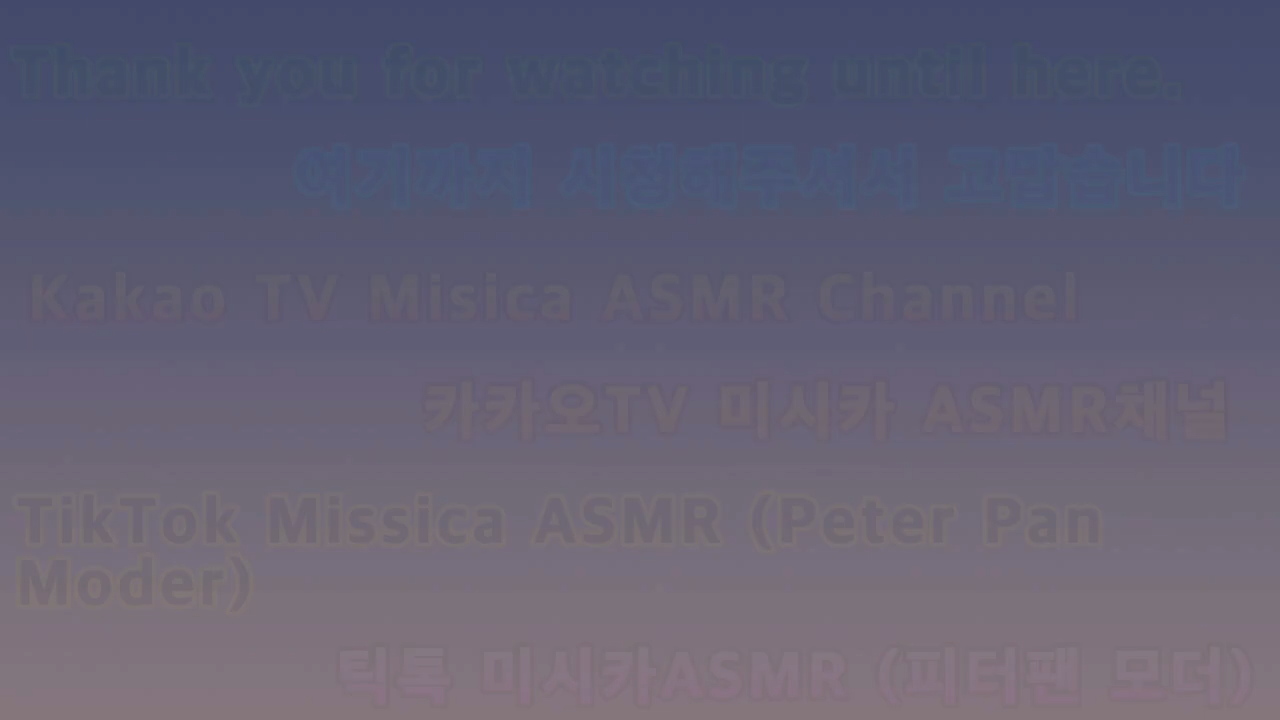 Thank you for watching until here.
여기까지 시청해주셔서 고맙습니다
Kakao TV Misica ASMR Channel
카카오TV 미시카 ASMR채널
TikTok Missica ASMR (Peter Pan
Moder)
틱톡 미시카ASMR (피터팬 모더)